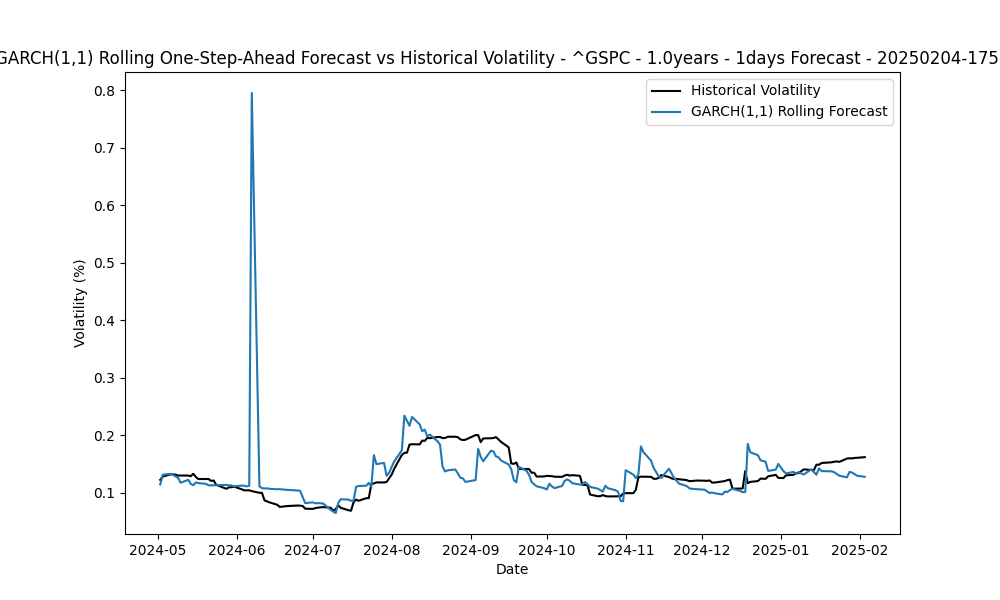 GARCH(1,1) Rolling One-Step-Ahead Forecast vs Historical Volatility - ^GSPC - 1.0years - 1days Forecast - 20250204-175
Historical Volatility
GARCH(1,1) Rolling Forecast
Volatility (%)
0.8
0.7
0.6
0.5
0.4
0.3
0.2
0.1
2024-05 2024-06 2024-07 2024-08 2024-09 2024-10 2024-11 2024-12 2025-01 2025-02
Date